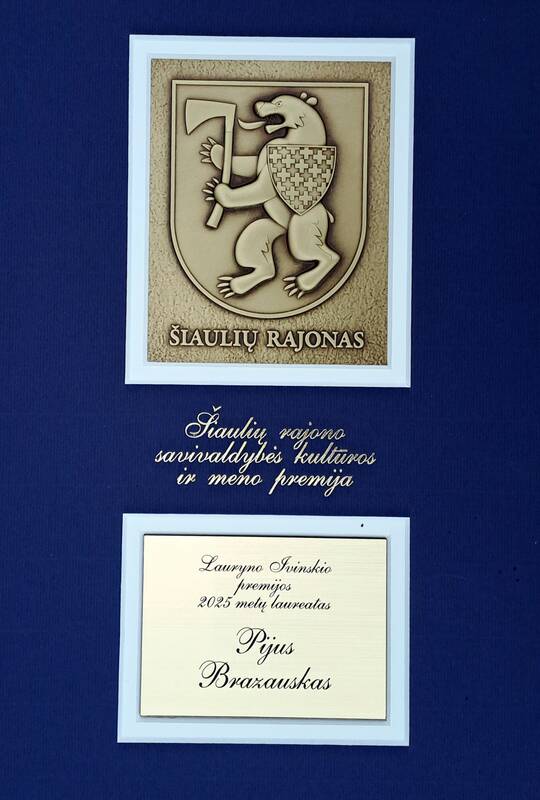 ŠIAULIŲ RAJONAS
Šiaulių rajono
savivaldybės kultūros
ir meno premija
Lauryno Ivinskio
premijos
2025 metų laureatas
Pijus
Brazauskas